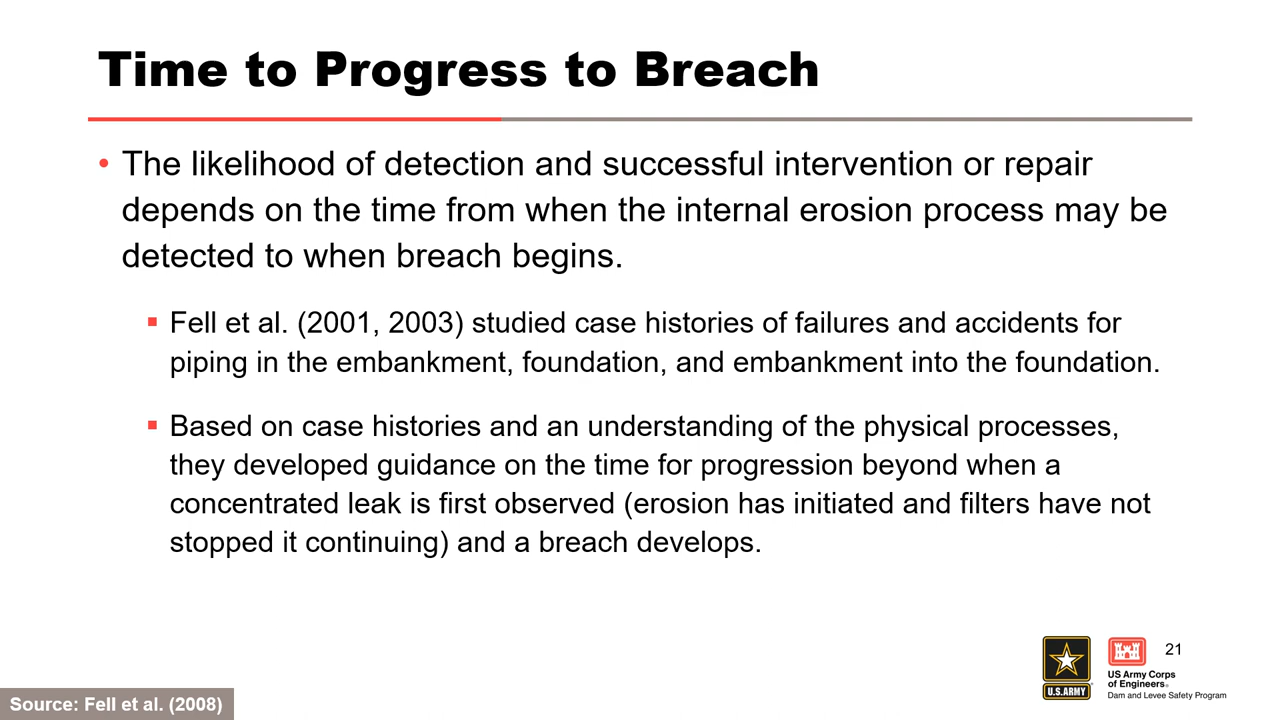 Time to Progress to Breach
• The likelihood of detection and successful intervention or repair
depends on the time from when the internal erosion process may be
detected to when breach begins.
▪ Fell et al. (2001, 2003) studied case histories of failures and accidents for
piping in the embankment, foundation, and embankment into the foundation.
▪ Based on case histories and an understanding of the physical processes,
they developed guidance on the time for progression beyond when a
concentrated leak is first observed (erosion has initiated and filters have not
stopped it continuing) and a breach develops.
21
U.S.ARMY
US Army Corps
of Engineers®
Dam and Levee Safety Program
Source: Fell et al. (2008)